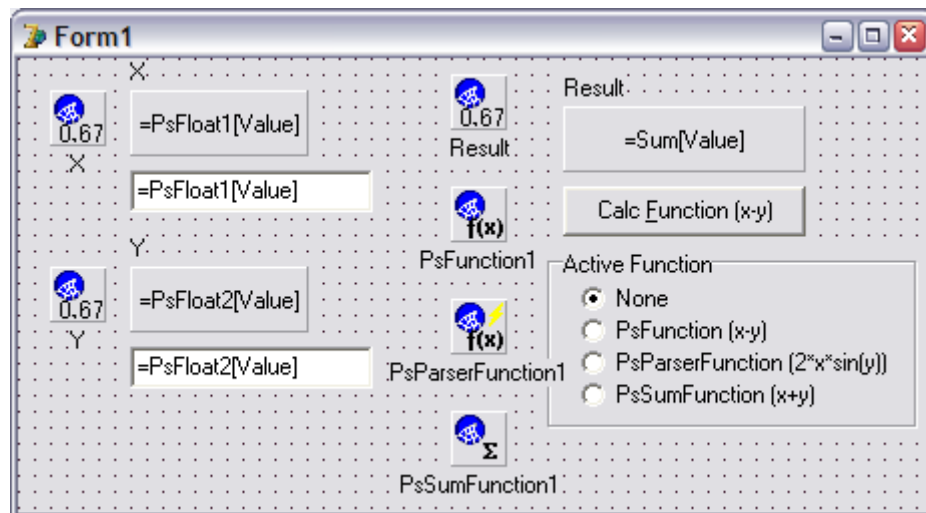 Form1
X
0.67
X
=PsFloat1[Value]
=PsFloat1[Value]
Y
0.67
Y
=PsFloat2[Value]
=PsFloat2[Value]
0.67
Result
f(x)
PsFunction1
f(x)
PsParserFunction1
Σ
PsSumFunction1
Result
=Sum[Value]
Calc Function (x-y)
Active Function
None
PsFunction (x-y)
PsParserFunction (2*x*sin(y))
PsSumFunction (x+y)